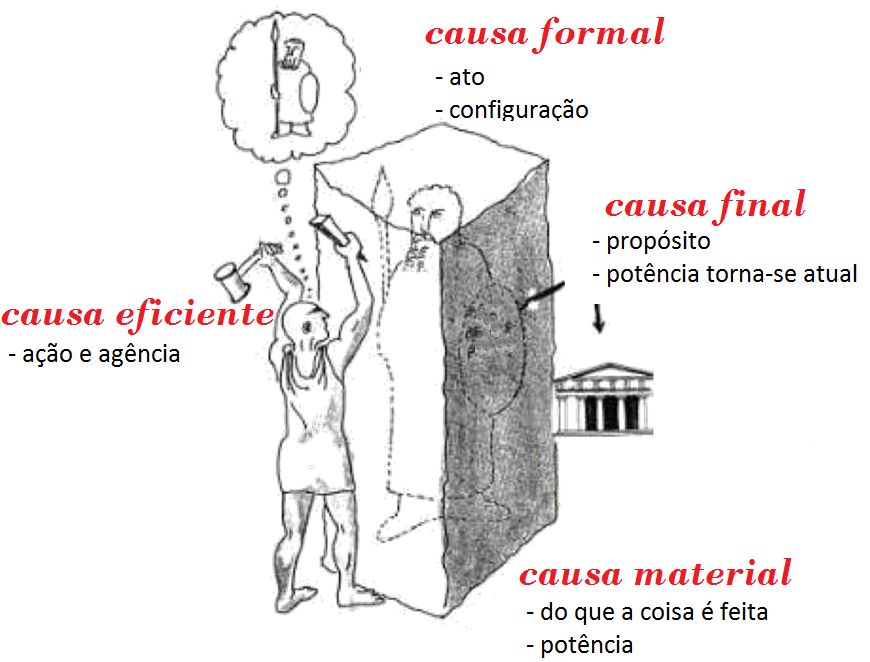 causa formal
- ato
- configuração
causa final
- propósito
- potência torna-se atual
causa eficiente
- ação e agência
causa material
- do que a coisa é feita
- potência